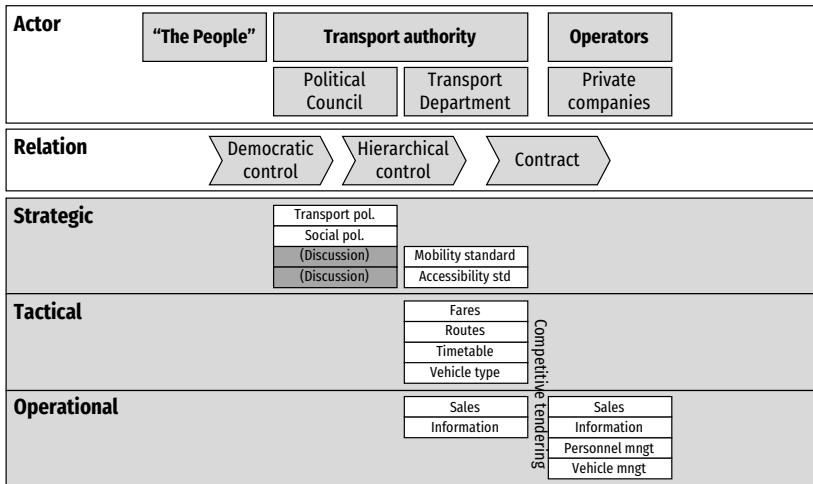 Actor
“The People”
Transport authority
Operators
Political
Council
Transport
Department
Private
companies
Relation
Democratic
control
Hierarchical
control
Contract
Strategic
Transport pol.
Social pol.
(Discussion)
Mobility standard
(Discussion)
Accessibility std
Tactical
Fares
Routes
Timetable
Vehicle type
Competitive tendering
Operational
Sales
Information
Sales
Information
Personnel mngt
Vehicle mngt